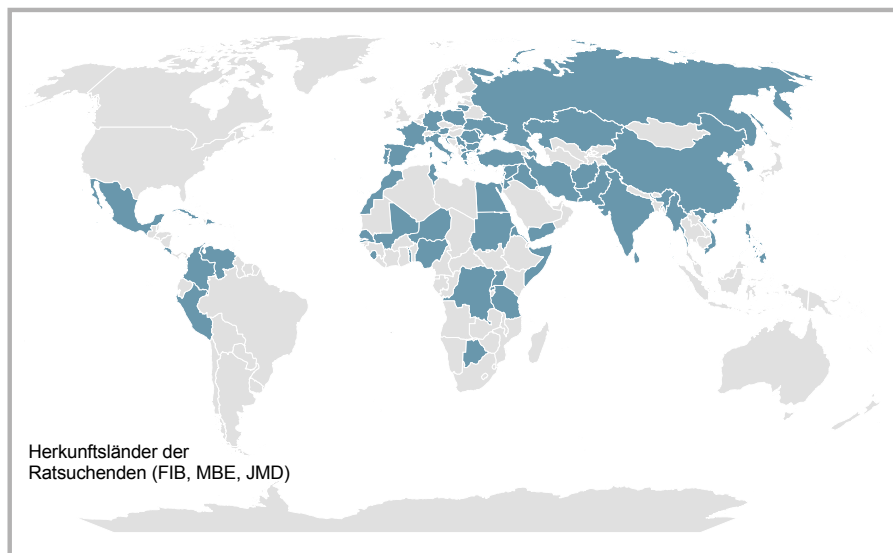 Herkunftsländer der
Ratsuchenden (FIB, MBE, JMD)